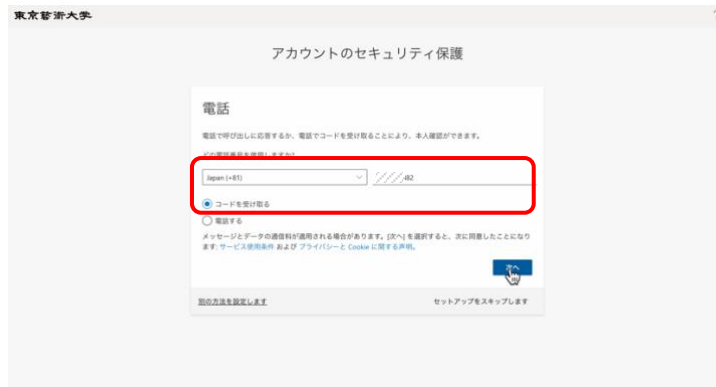 東京藝術大学
アカウントのセキュリティ保護
電話
電話で呼び出しに応答するか、電話でコードを受け取ることにより、本人確認ができます。
どの電話番号を使用しますか?
Japan (+81)
82
コードを受け取る
電話する
メッセージとデータの通信料が適用される場合があります。[次へ] を選択すると、次に同意したことになり
ます: サービス使用条件 および プライバシーと Cookie に関する声明。
次へ
別の方法を設定します
セットアップをスキップします